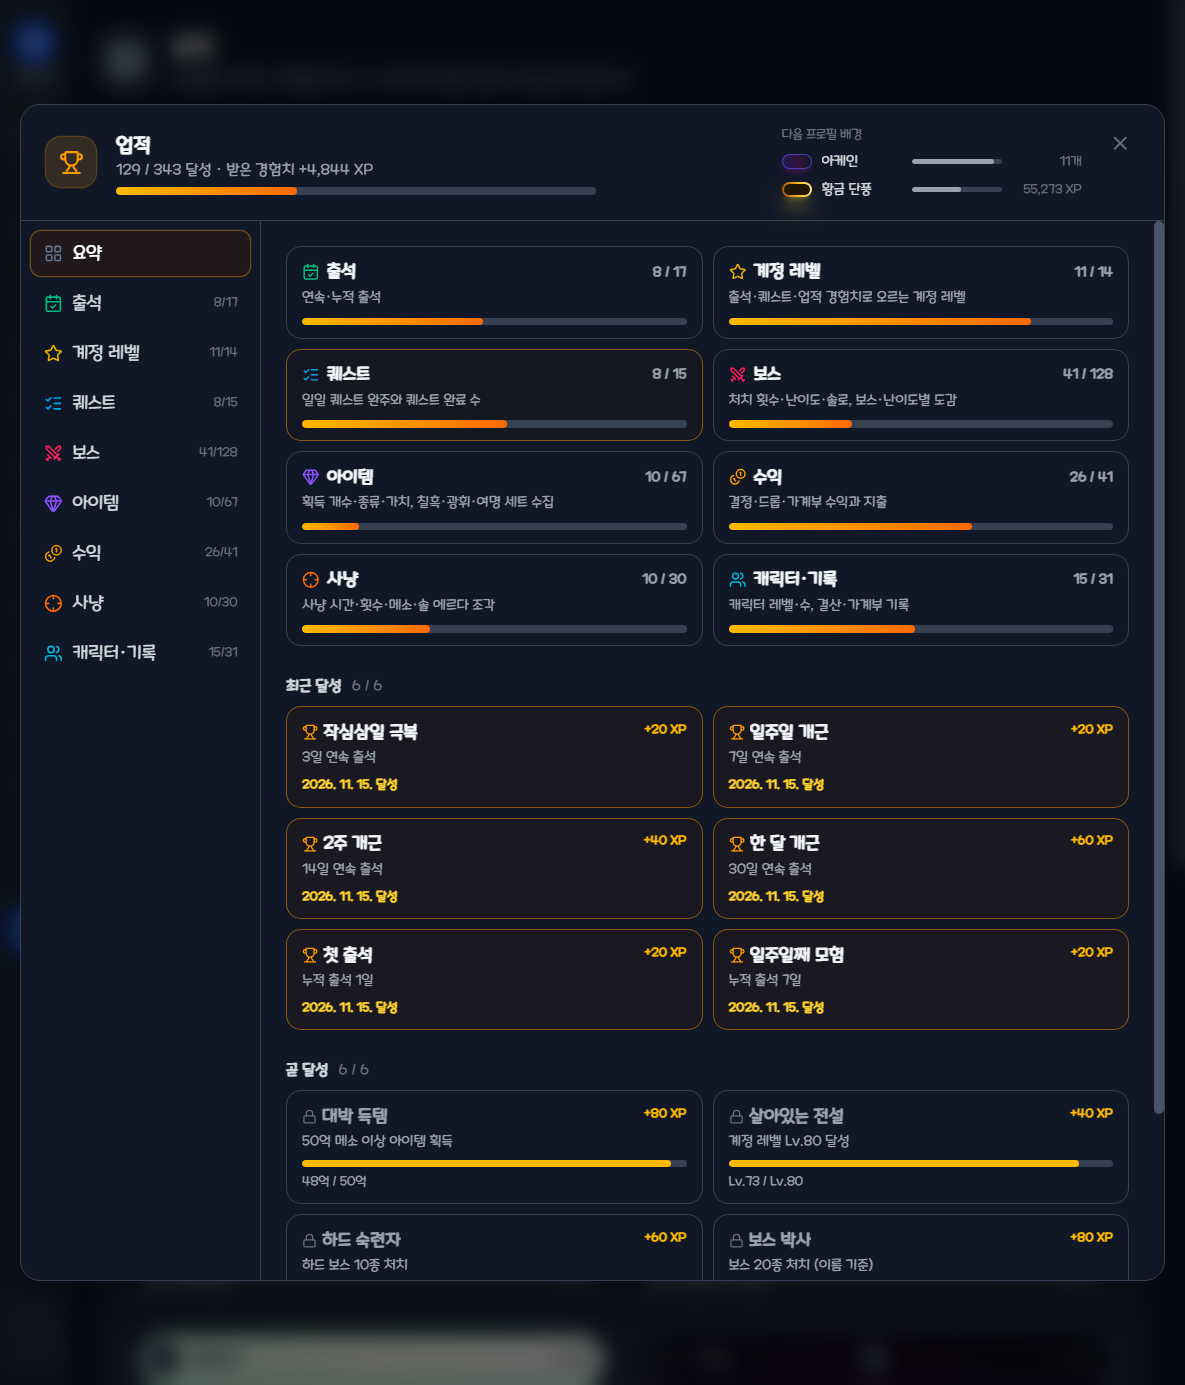 업적
129 / 343 달성 · 받은 경험치 +4,844 XP
다음 프로필 배경
아케인 11개
황금 단풍 55,273 XP
요약
출석 8/17
계정 레벨 11/14
퀘스트 8/15
보스 41/128
아이템 10/67
수익 26/41
사냥 10/30
캐릭터·기록 15/31
출석 8 / 17
연속·누적 출석
계정 레벨 11 / 14
출석·퀘스트·업적 경험치로 오르는 계정 레벨
퀘스트 8 / 15
일일 퀘스트 완주와 퀘스트 완료 수
보스 41 / 128
처치 횟수·난이도·솔로, 보스·난이도별 도감
아이템 10 / 67
획득 개수·종류·가치, 칠흑·광휘·여명 세트 수집
수익 26 / 41
결정·드롭·가계부 수익과 지출
사냥 10 / 30
사냥 시간·횟수·메소·솔 에르다 조각
캐릭터·기록 15 / 31
캐릭터 레벨·수, 결산·가계부 기록
최근 달성 6 / 6
작심삼일 극복 +20 XP
3일 연속 출석
2026. 11. 15. 달성
일주일 개근 +20 XP
7일 연속 출석
2026. 11. 15. 달성
2주 개근 +40 XP
14일 연속 출석
2026. 11. 15. 달성
한 달 개근 +60 XP
30일 연속 출석
2026. 11. 15. 달성
첫 출석 +20 XP
누적 출석 1일
2026. 11. 15. 달성
일주일째 모험 +20 XP
누적 출석 7일
2026. 11. 15. 달성
곧 달성 6 / 6
대박 득템 +80 XP
50억 메소 이상 아이템 획득
48억 / 50억
살아있는 전설 +40 XP
계정 레벨 Lv.80 달성
Lv.73 / Lv.80
하드 숙련자 +60 XP
하드 보스 10종 처치
보스 박사 +80 XP
보스 20종 처치 (이름 기준)